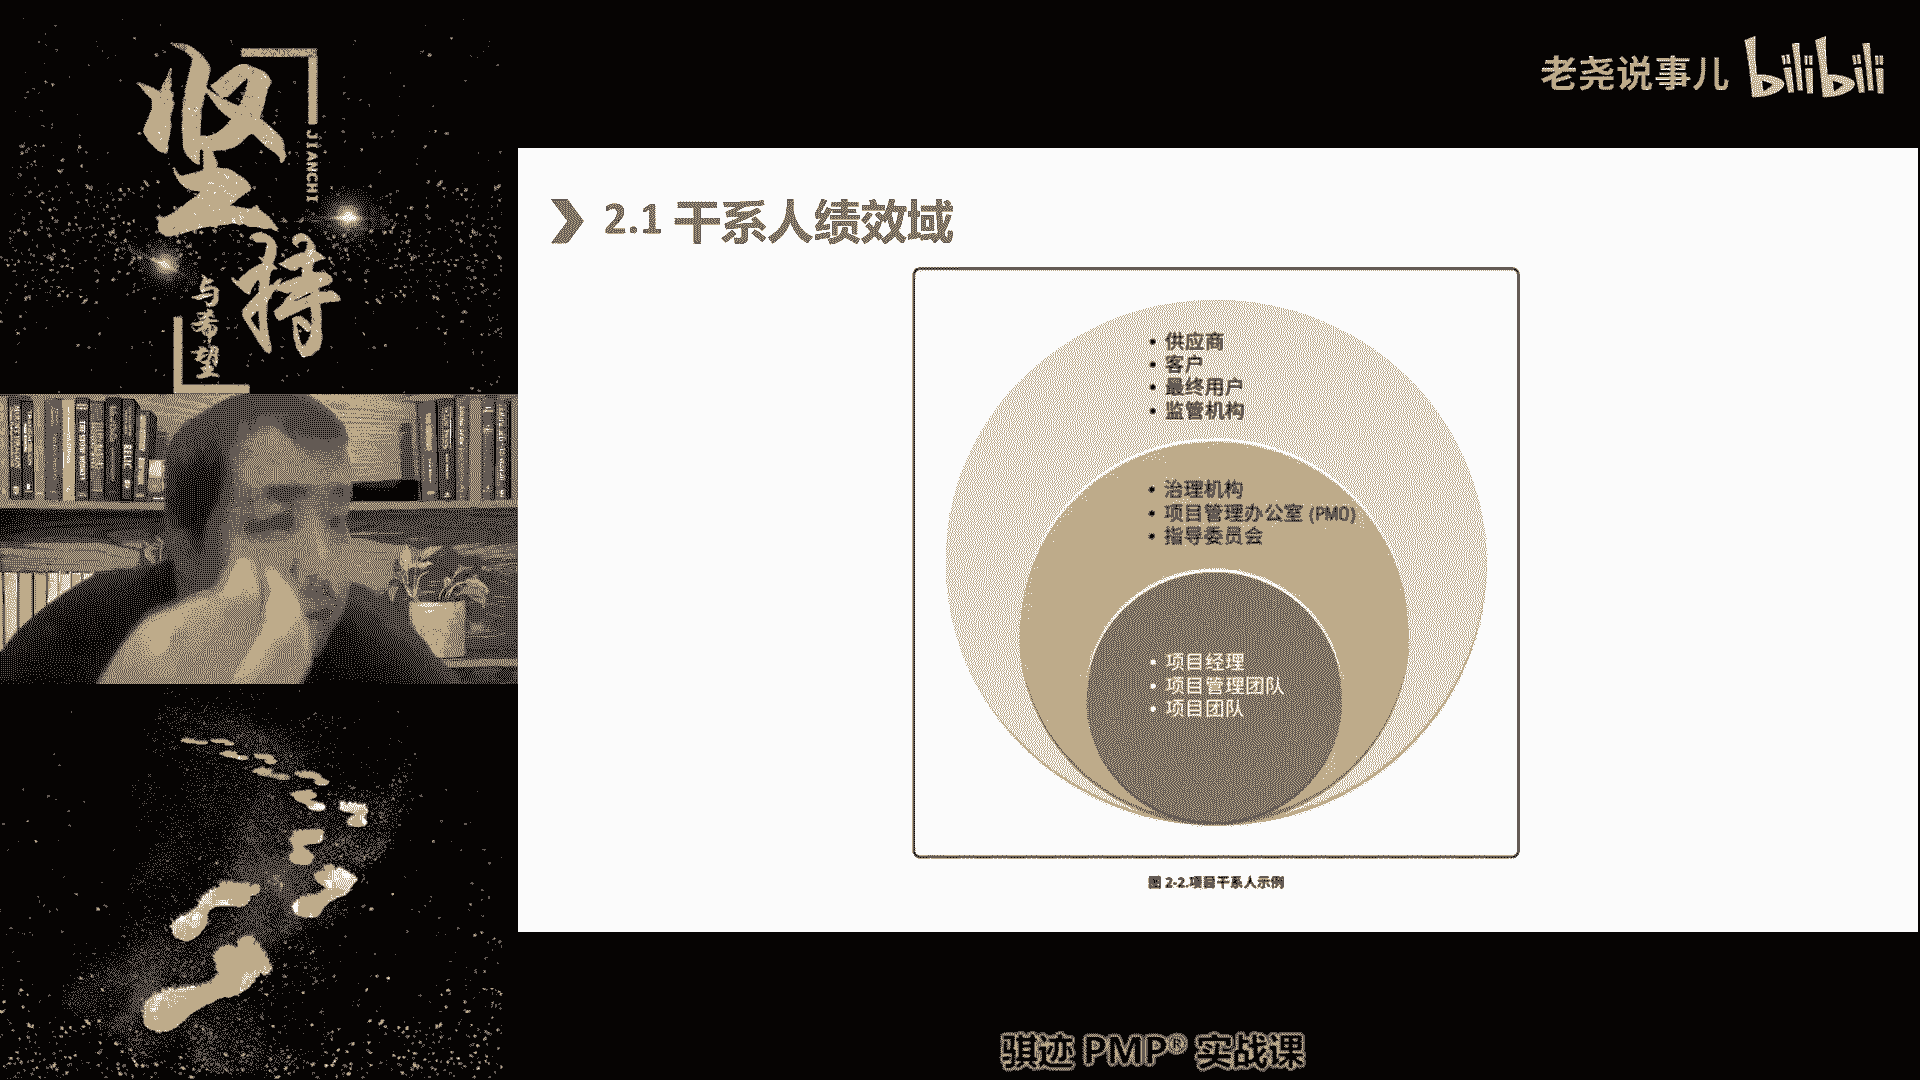 坚持
JIANCHI
与希望
老尧说事儿 bilibili
2.1 干系人绩效域
• 供应商
• 客户
• 最终用户
• 监管机构
• 治理机构
• 项目管理办公室 (PMO)
• 指导委员会
• 项目经理
• 项目管理团队
• 项目团队
图 2-2.项目干系人示例
骐迹 PMP® 实战课